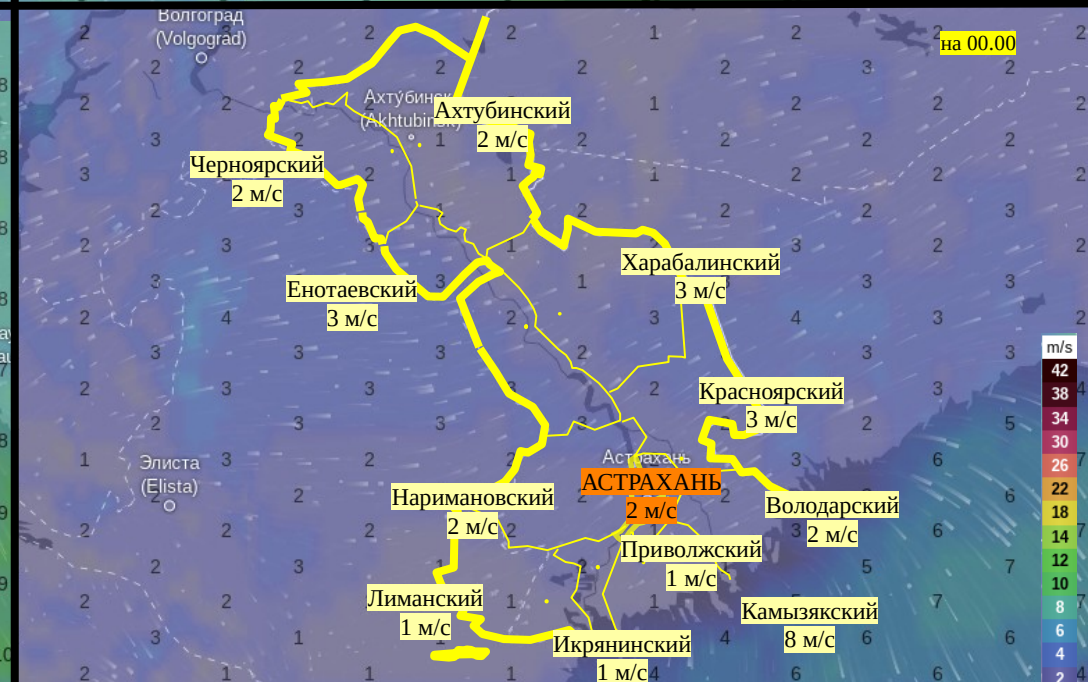 Волгоград
(Volgograd)
на 00.00
Ахту́бинск
(Akhtubinsk)
Ахтубинский
2 м/с
Черноярский
2 м/с
Харабалинский
3 м/с
Енотаевский
3 м/с
m/s
42
38
34
30
26
22
18
14
12
10
8
6
4
2
Красноярский
3 м/с
Элиста
(Elista)
Астрахань
АСТРАХАНЬ
2 м/с
Наримановский
2 м/с
Володарский
2 м/с
Приволжский
1 м/с
Лиманский
1 м/с
Камызякский
8 м/с
Икрянинский
1 м/с